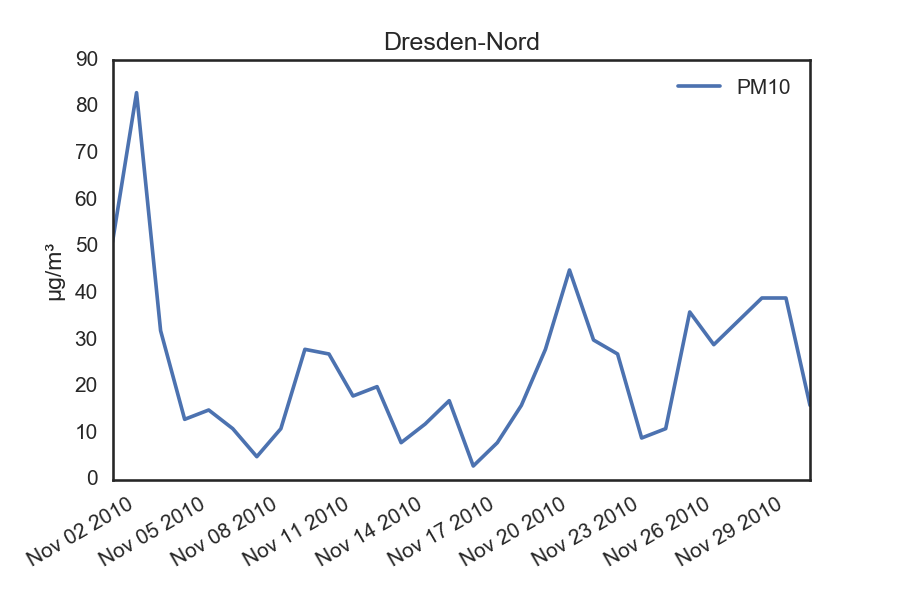 Dresden-Nord
90
80
70
60
50
40
30
20
10
0
µg/m³
PM10
Nov 02 2010
Nov 05 2010
Nov 08 2010
Nov 11 2010
Nov 14 2010
Nov 17 2010
Nov 20 2010
Nov 23 2010
Nov 26 2010
Nov 29 2010